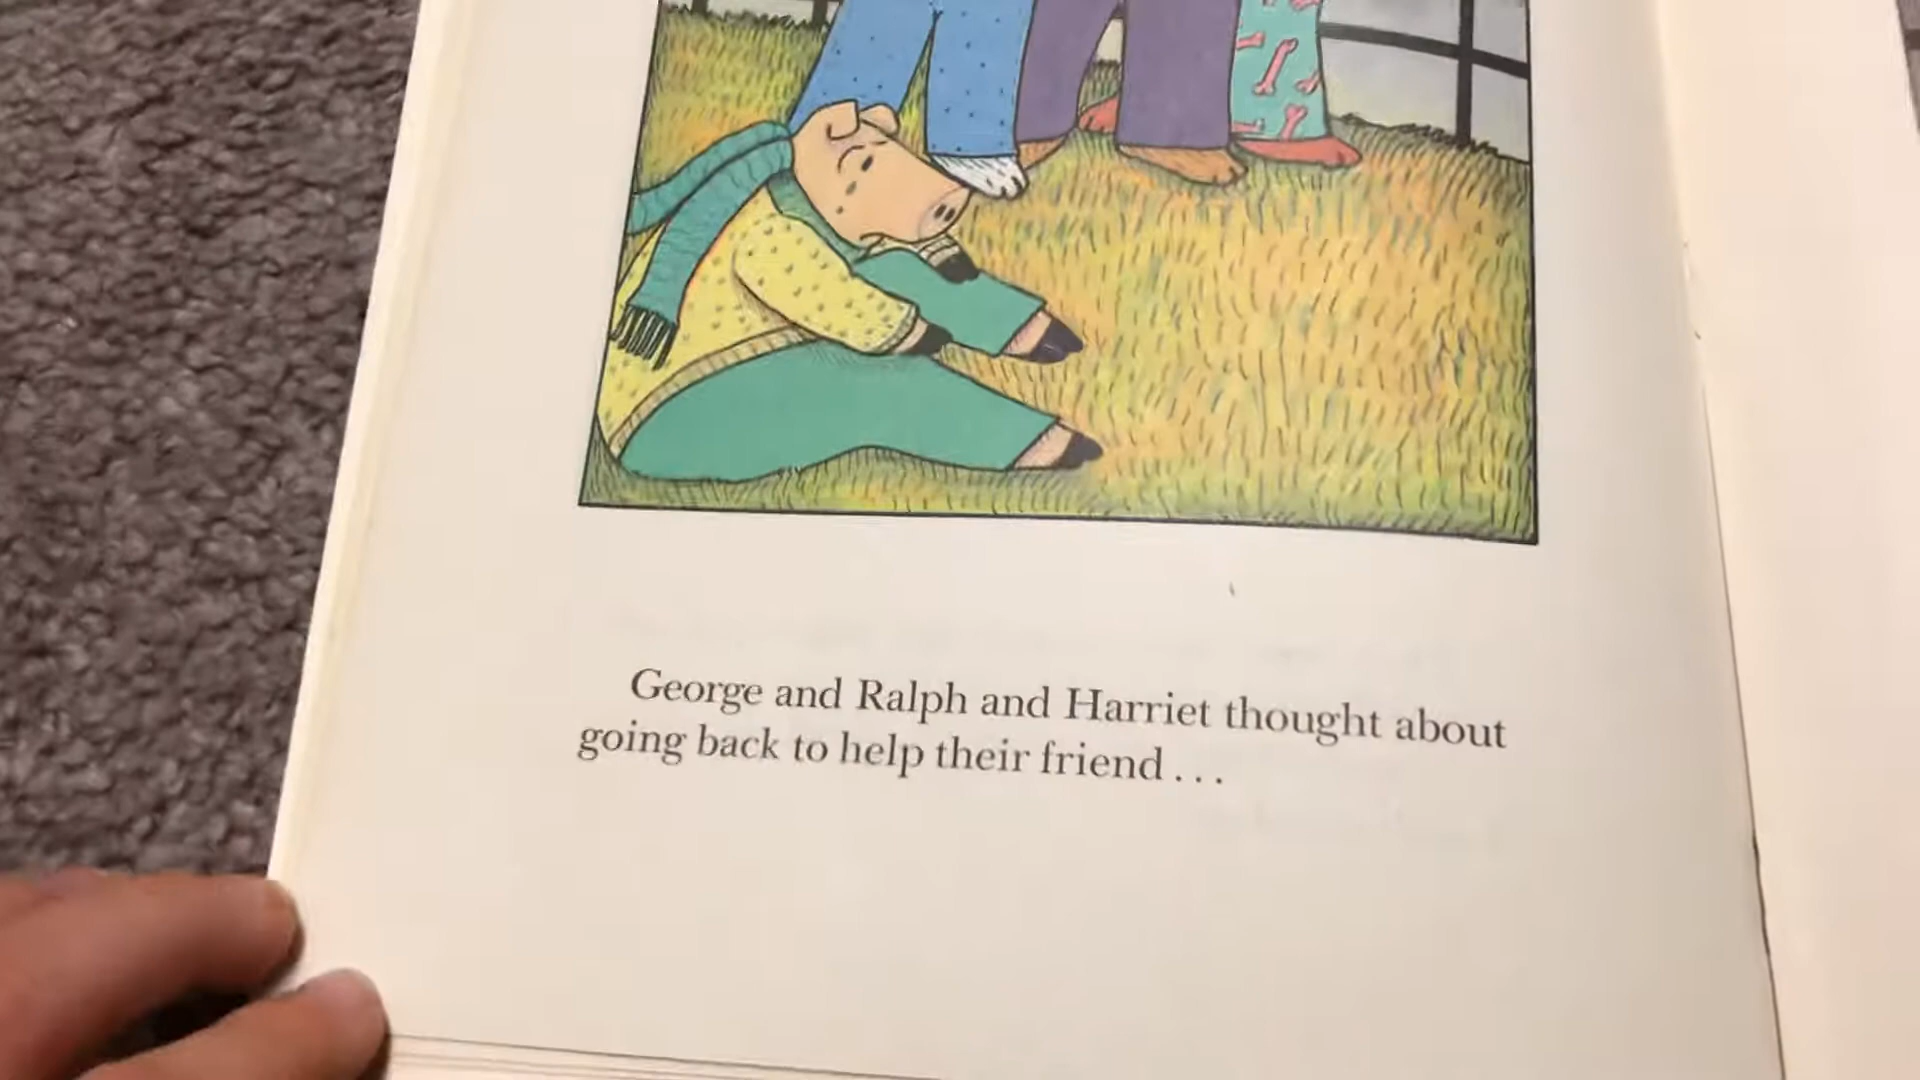 George and Ralph and Harriet thought about
going back to help their friend . . .